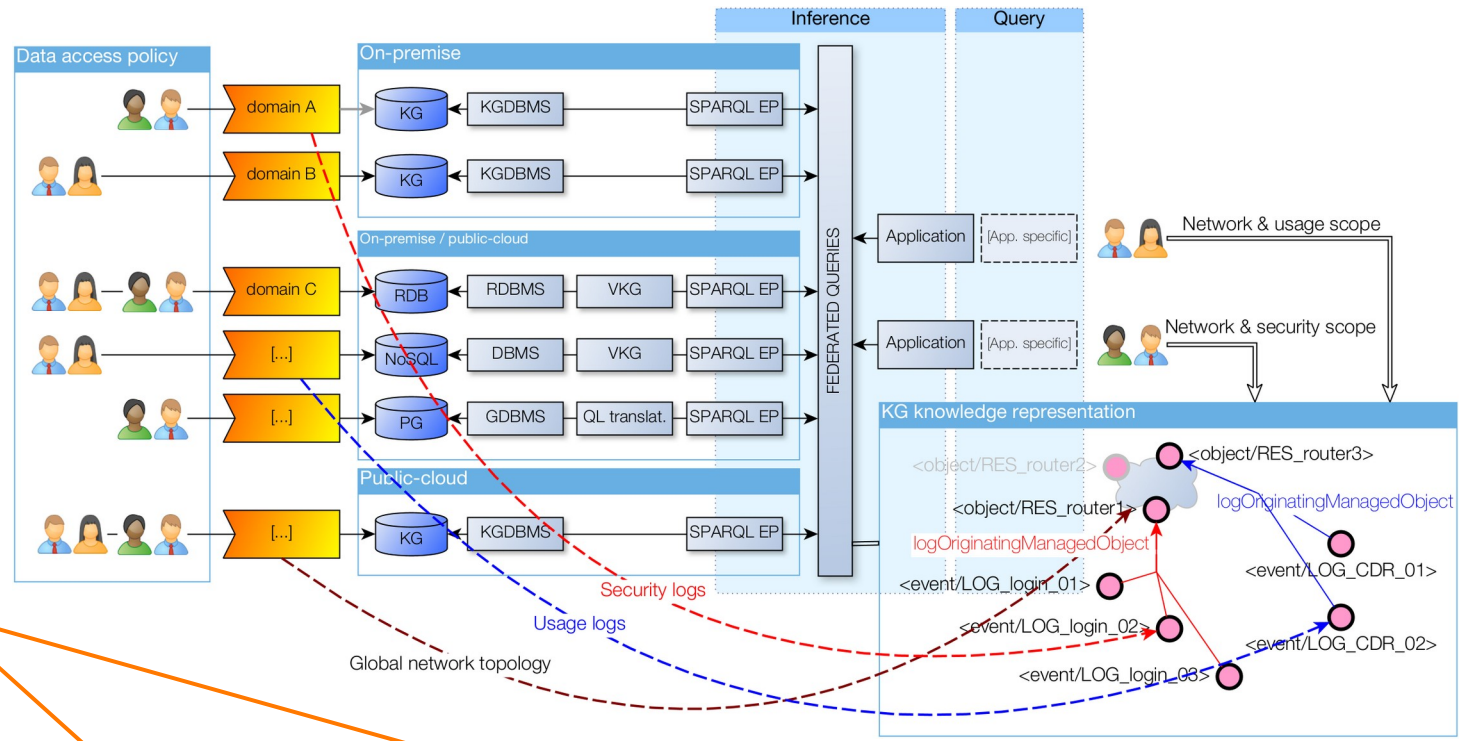 Inference
Query
Data access policy
On-premise
domain A
KG
KGDBMS
SPARQL EP
domain B
KG
KGDBMS
SPARQL EP
On-premise / public-cloud
domain C
RDB
RDBMS
VKG
SPARQL EP
[...]
NoSQL
DBMS
VKG
SPARQL EP
[...]
PG
GDBMS
QL translat.
SPARQL EP
Public-cloud
[...]
KG
KGDBMS
SPARQL EP
FEDERATED QUERIES
Application
[App. specific]
Application
[App. specific]
Network & usage scope
Network & security scope
KG knowledge representation
<object/RES_router2>
<object/RES_router3>
<object/RES_router1>
logOriginatingManagedObject
logOriginatingManagedObject
<event/LOG_login_01>
<event/LOG_CDR_01>
<event/LOG_login_02>
<event/LOG_CDR_02>
<event/LOG_login_03>
Security logs
Usage logs
Global network topology